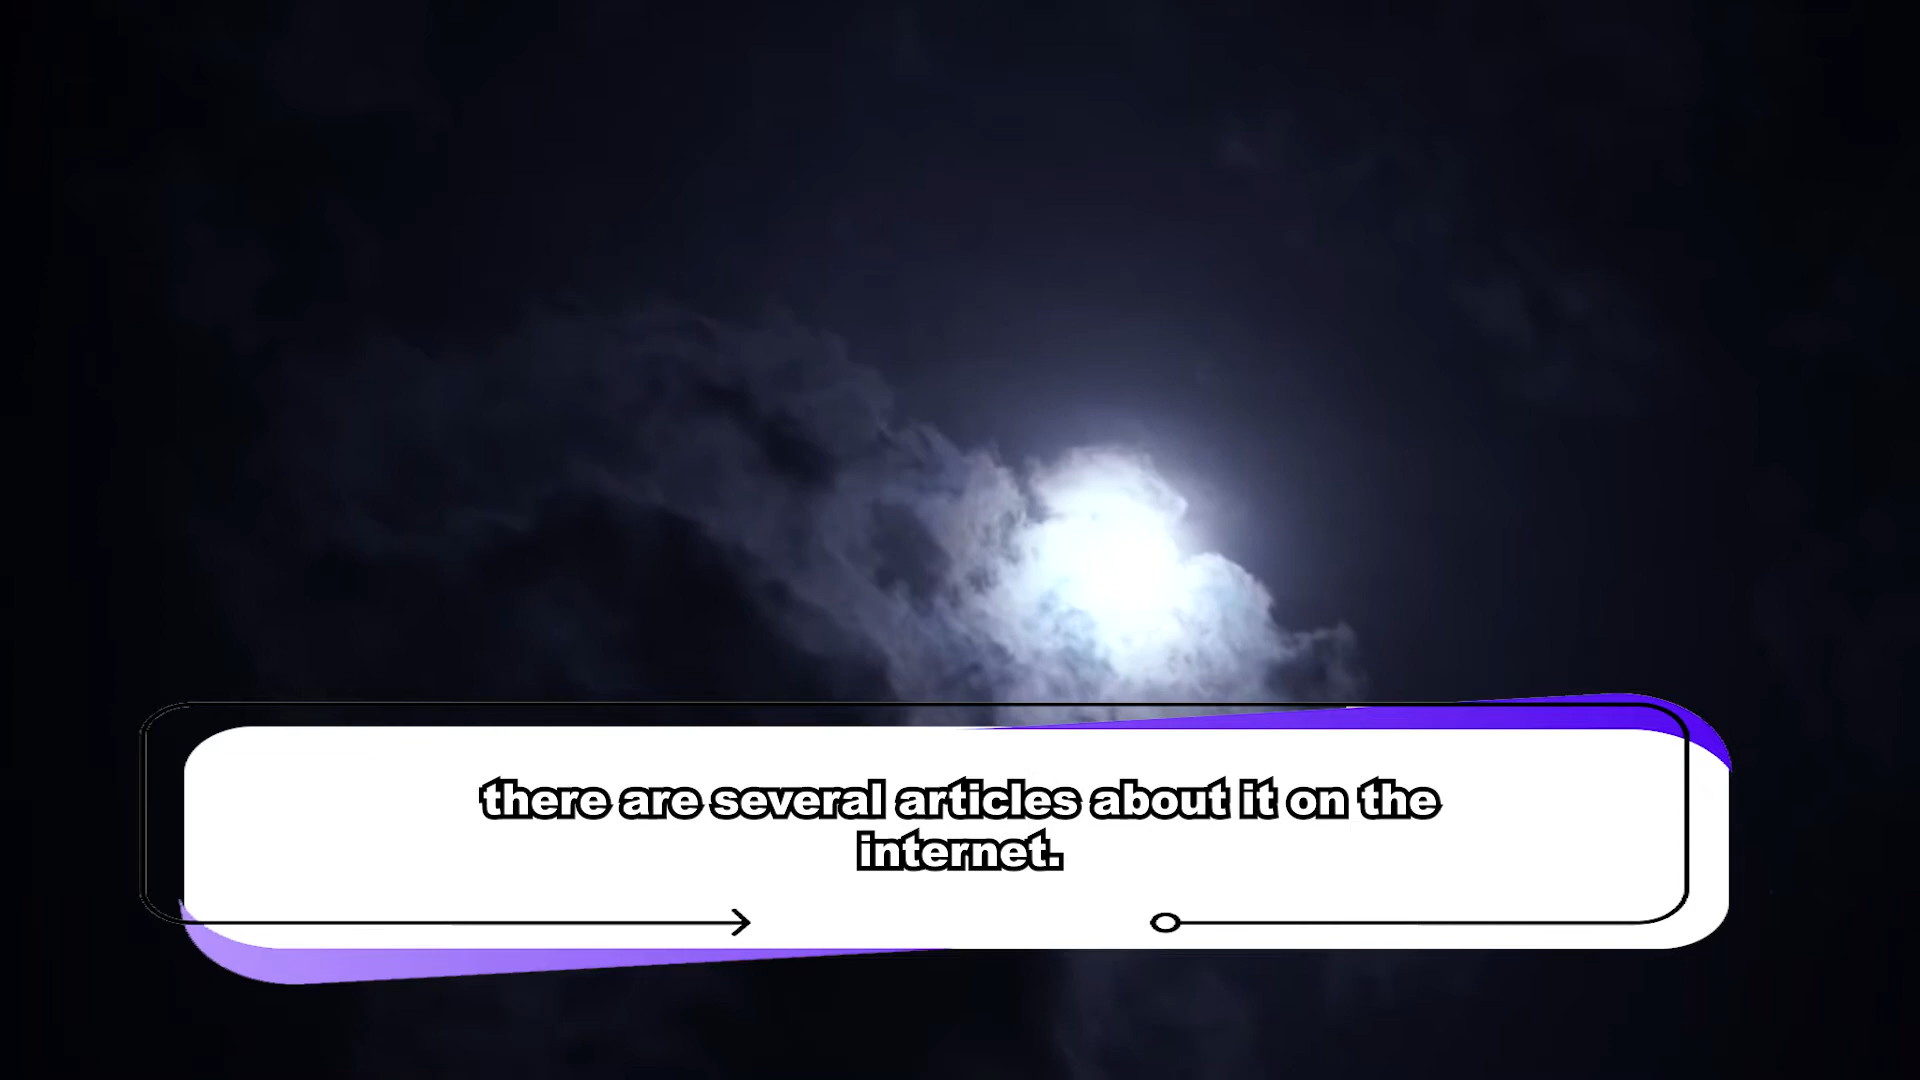 there are several articles about it on the
internet.